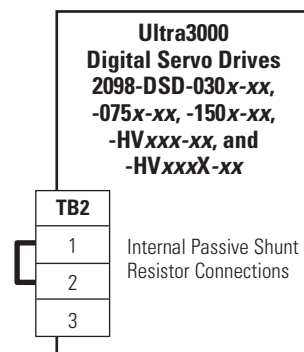 Ultra3000
Digital Servo Drives
2098-DSD-030x-xx,
-075x-xx, -150x-xx,
-HVxxx-xx, and
-HVxxxX-xx
TB2
1
2
3
Internal Passive Shunt
Resistor Connections